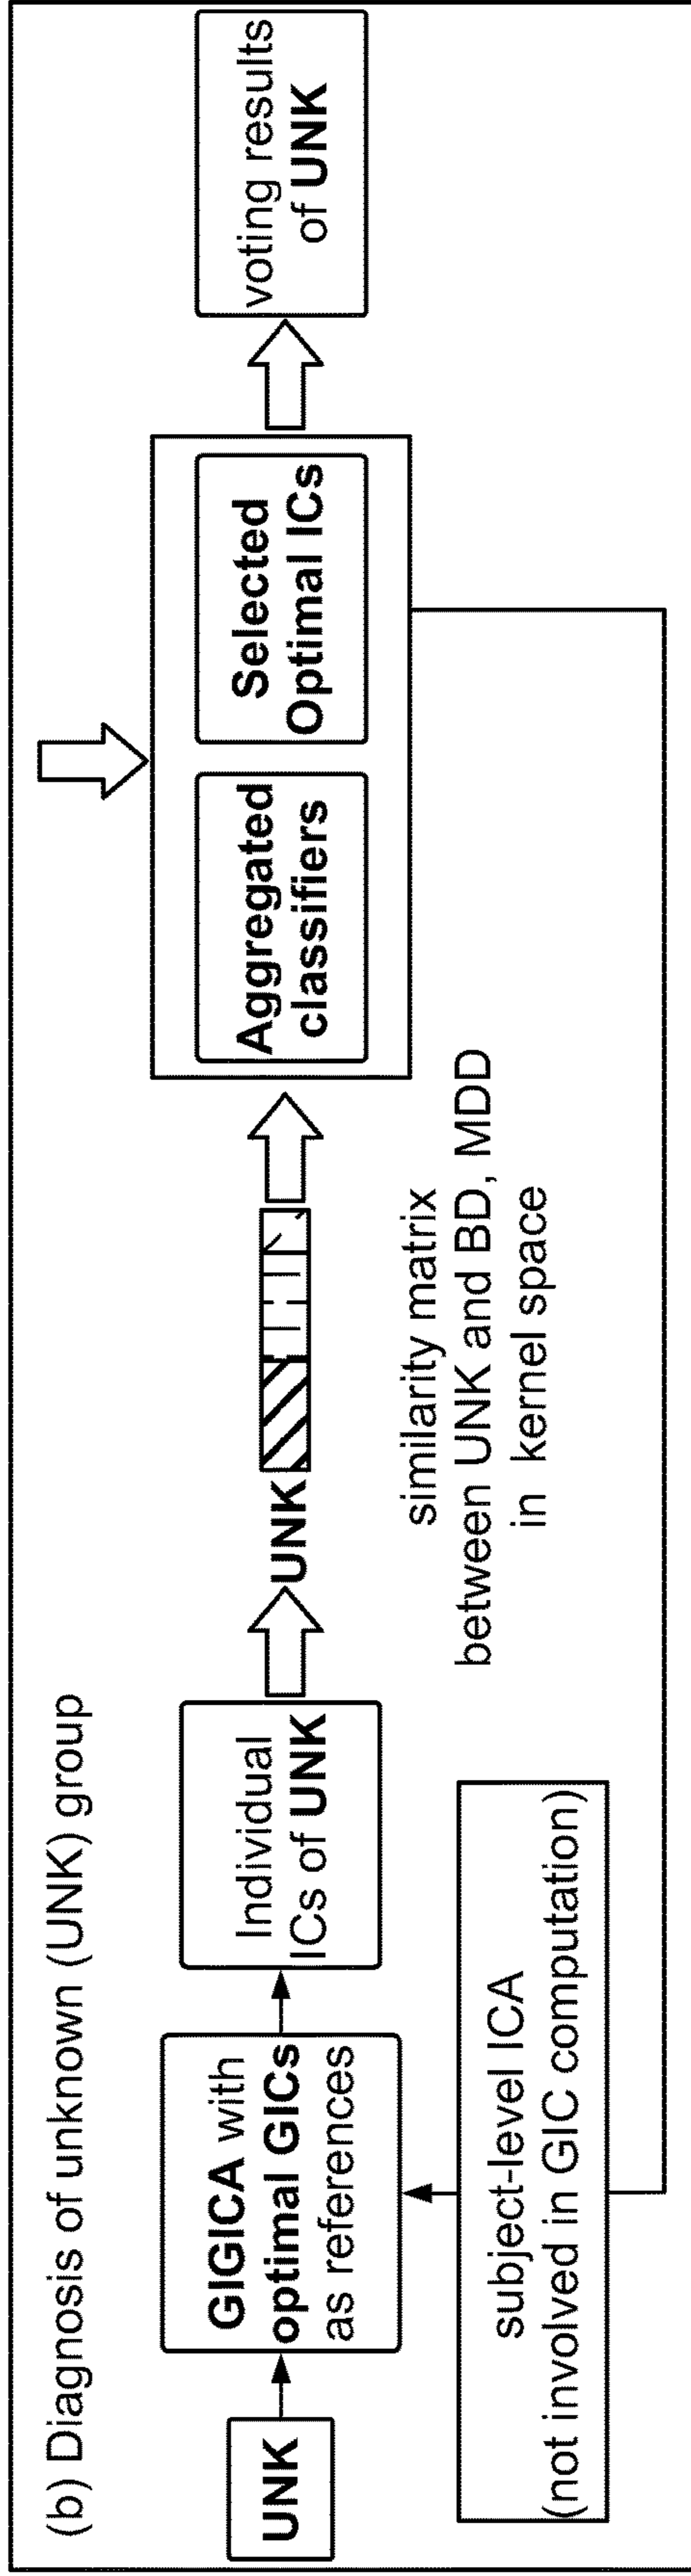 (b) Diagnosis of unknown (UNK) group
UNK
GIGICA with
optimal GICs
as references
Individual
ICs of UNK
UNK
similarity matrix
between UNK and BD, MDD
in kernel space
Aggregated
classifiers
Selected
Optimal ICs
voting results
of UNK
subject-level ICA
(not involved in GIC computation)